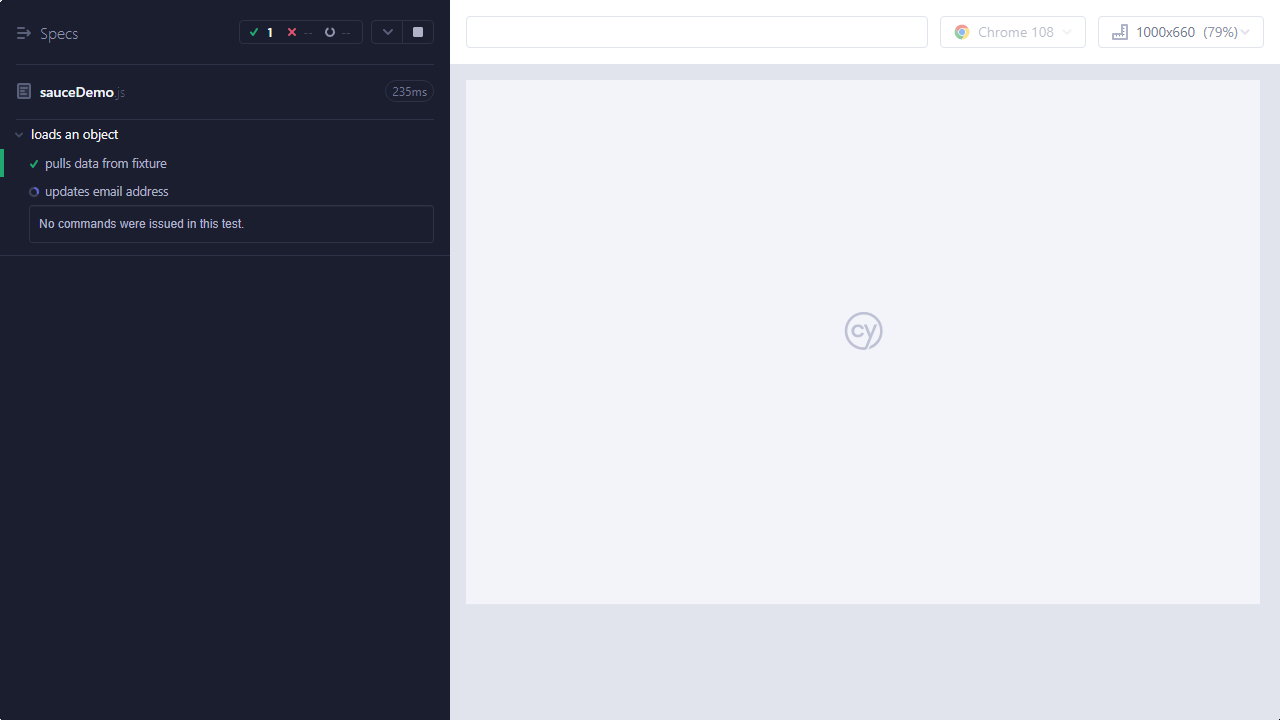 Specs
1
--
--
sauceDemo.js
235ms
loads an object
pulls data from fixture
updates email address
No commands were issued in this test.
Chrome 108
1000x660 (79%)
cy